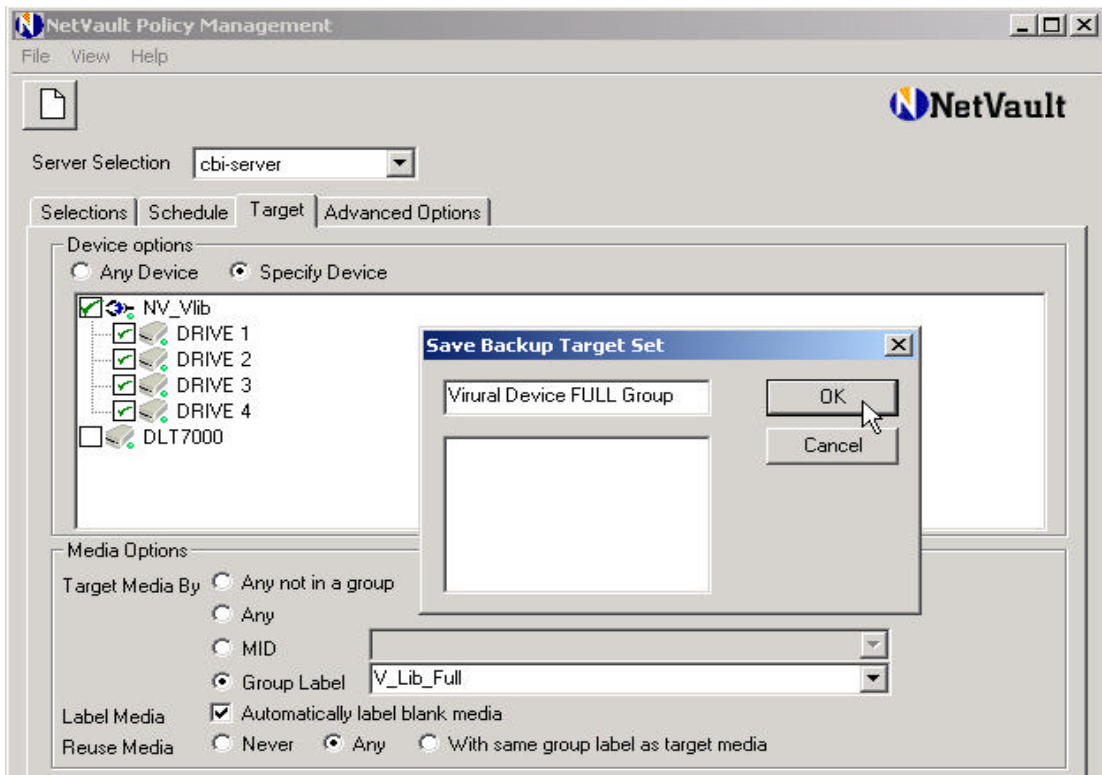 NetVault Policy Management
File View Help
NetVault
Server Selection cbi-server
Selections Schedule Target Advanced Options
Device options
Any Device Specify Device
NV_Vlib
DRIVE 1
DRIVE 2
DRIVE 3
DRIVE 4
DLT7000
Save Backup Target Set
Virural Device FULL Group
OK
Cancel
Media Options
Target Media By Any not in a group
Any
MID
Group Label V_Lib_Full
Label Media Automatically label blank media
Reuse Media Never Any With same group label as target media